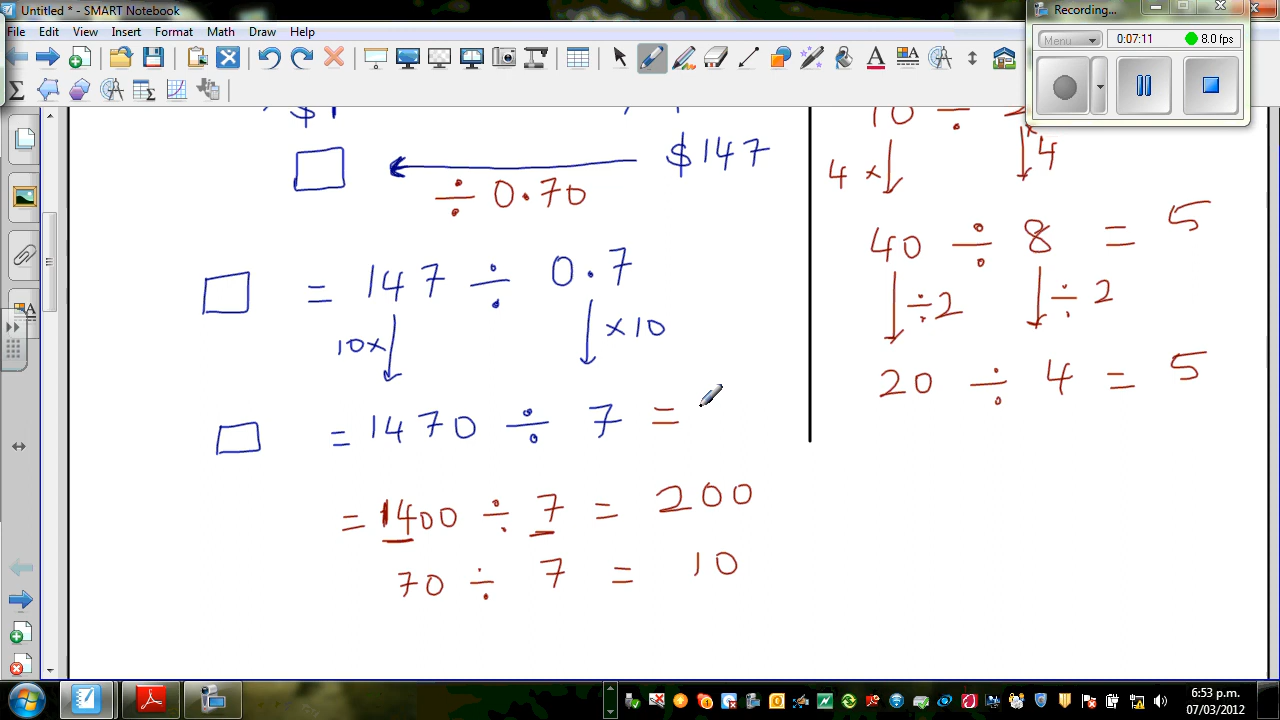 Untitled * - SMART Notebook
File Edit View Insert Format Math Draw Help
Recording...
Menu 0:07:11 8.0 fps
$147
÷ 0.70
□ = 147 ÷ 0.7
10× ×10
□ = 1470 ÷ 7 =
= 1400 ÷ 7 = 200
70 ÷ 7 = 10
10 ÷
4 × ×4
40 ÷ 8 = 5
÷2 ÷2
20 ÷ 4 = 5
6:53 p.m.
07/03/2012